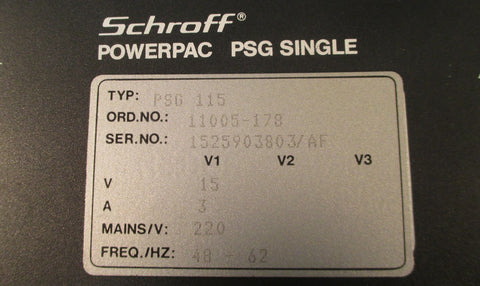 Schroff®
POWERPAC PSG SINGLE
TYP: PSG 115
ORD.NO.: 11005-178
SER.NO.: 1525903803/AF
V1 V2 V3
V 15
A 3
MAINS/V: 220
FREQ./HZ: 48 - 62